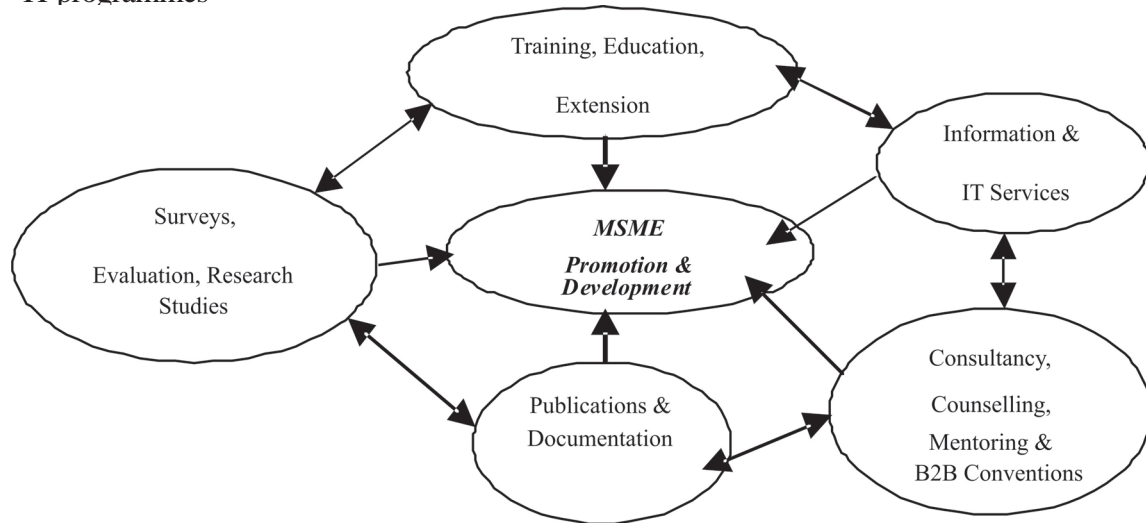 IT programmes
Training, Education,
Extension
Information &
IT Services
Surveys,
Evaluation, Research
Studies
MSME
Promotion &
Development
Publications &
Documentation
Consultancy,
Counselling,
Mentoring &
B2B Conventions